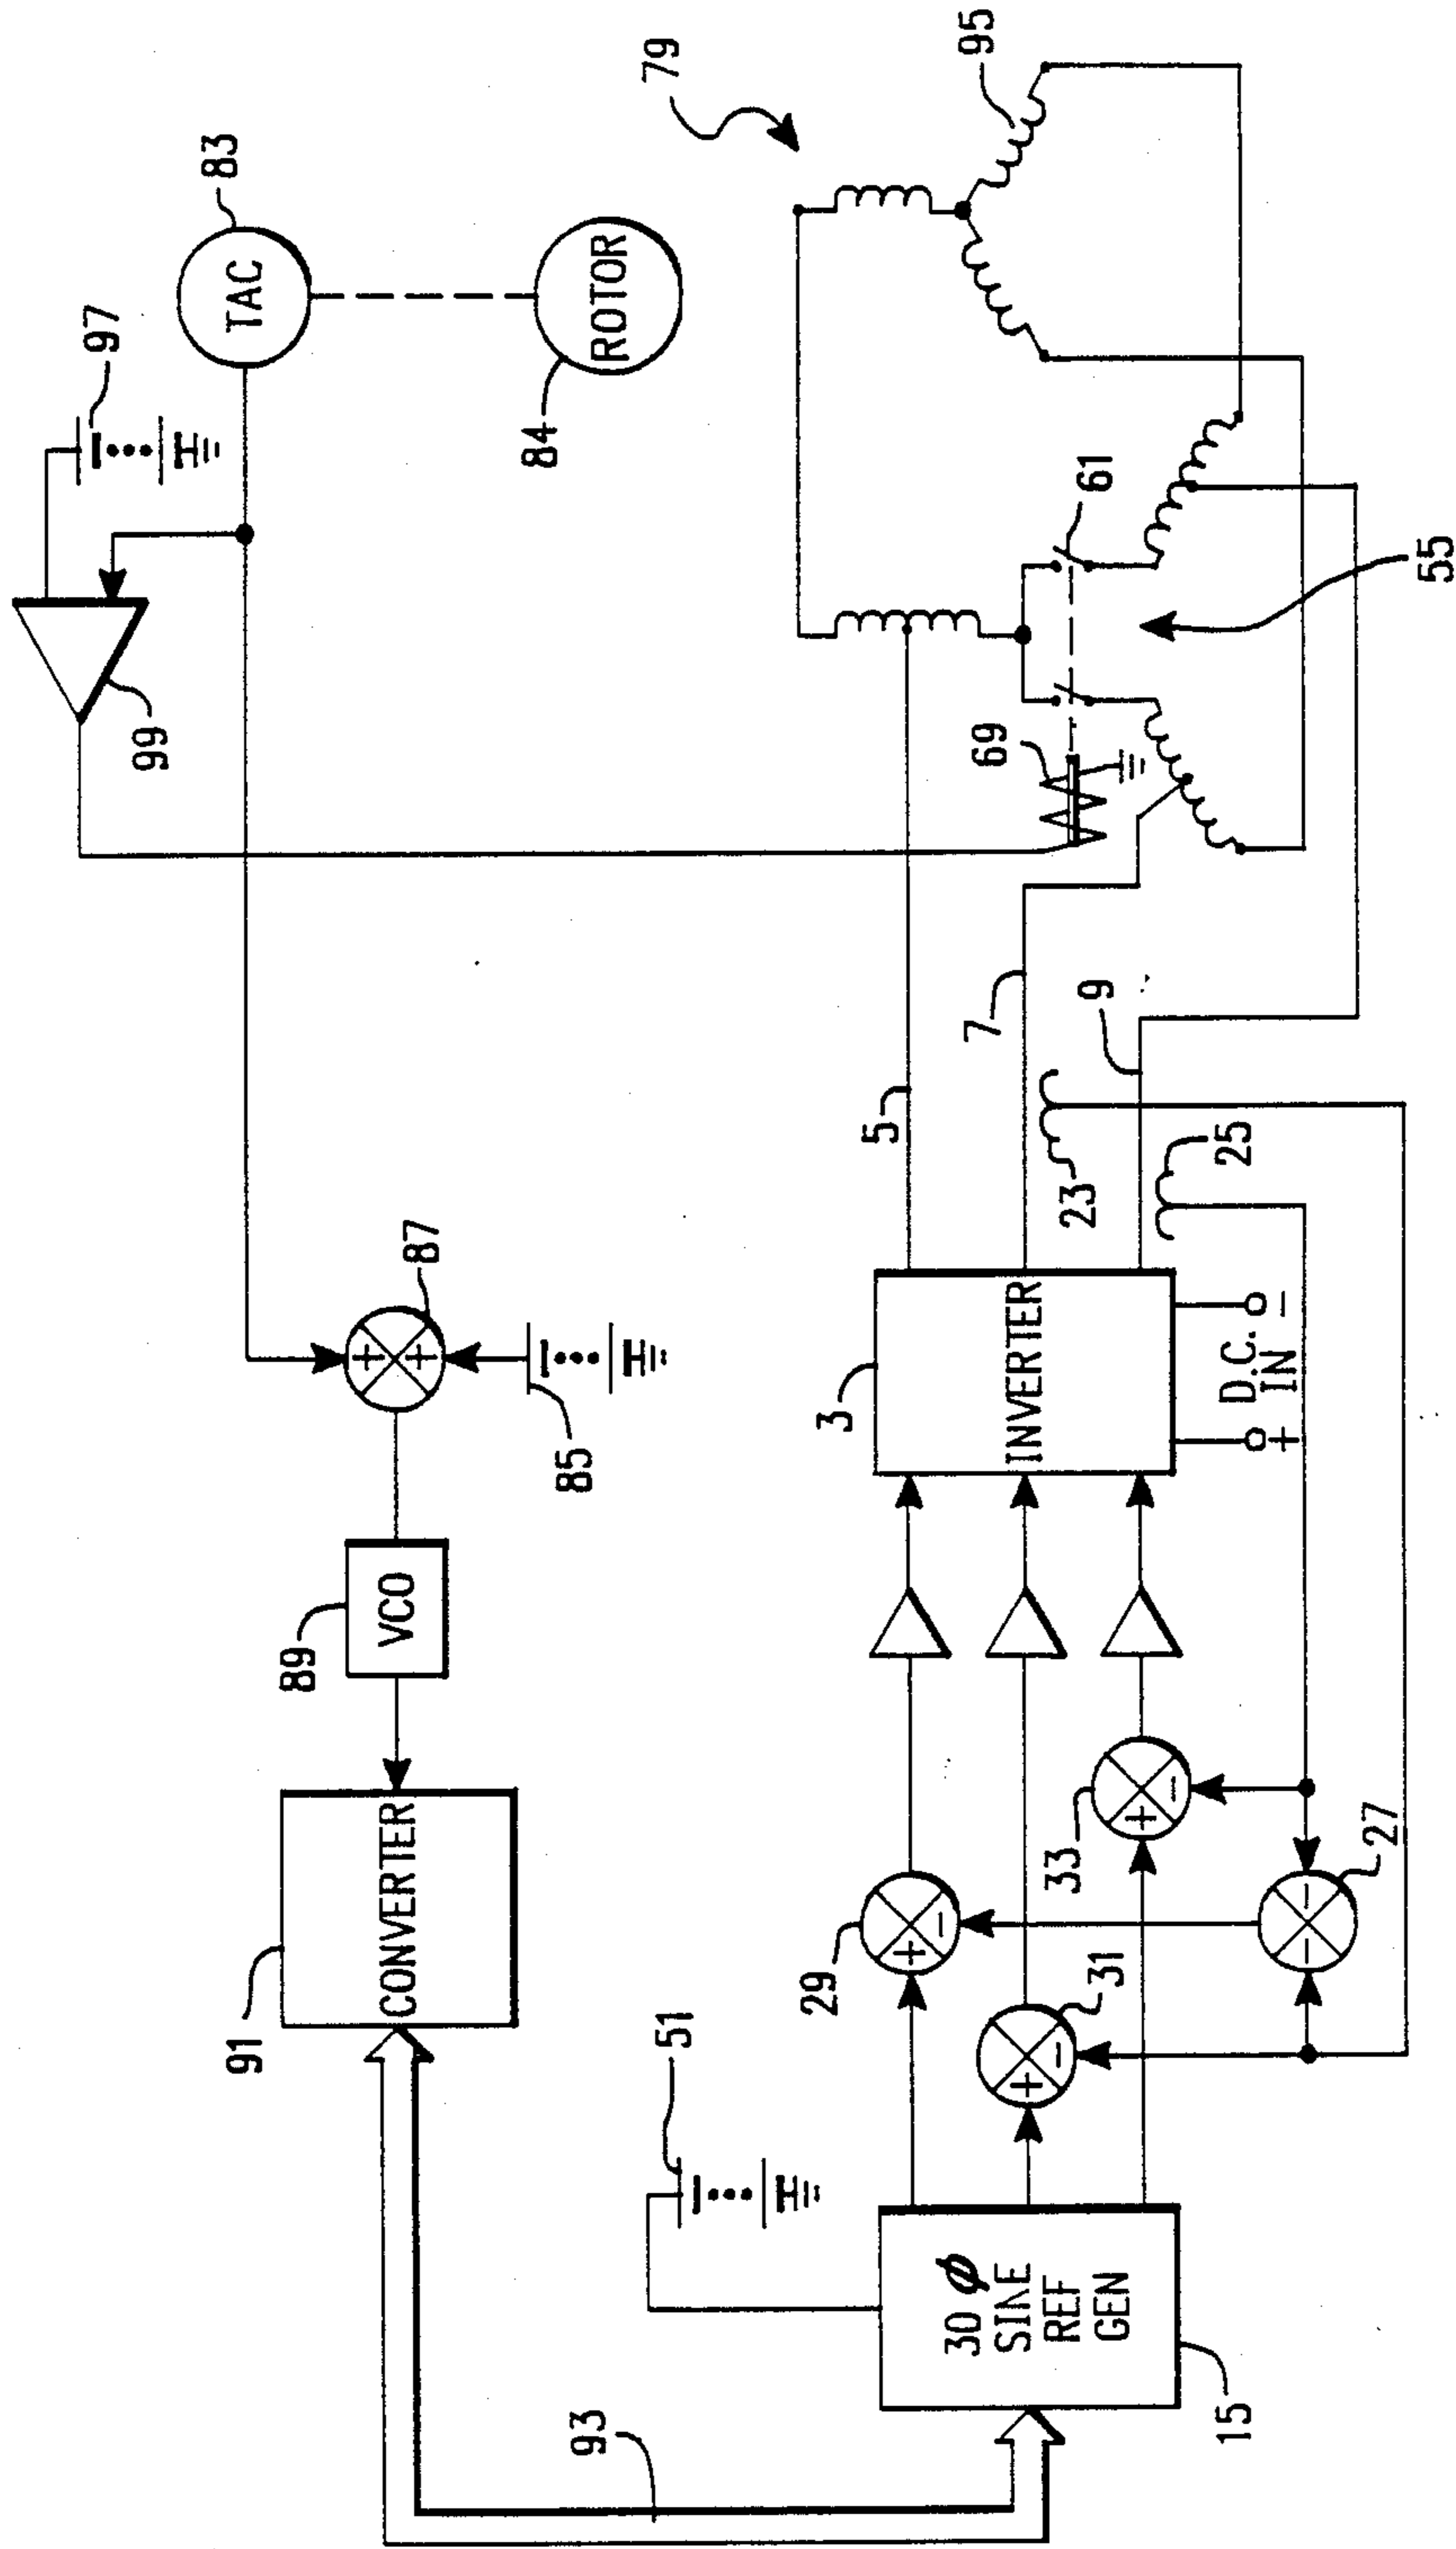 97
99
83
TAC
91
89
CONVERTER
VCO
87
+ +
84
85
93
ROTOR
79
51
29
3
5
+ −
95
7
69
30 ϕ
SINE
REF
GEN
INVERTER
+ −
31
33
+ −
23
9
61
15
25
D.C.
IN
+ −
− −
27
55